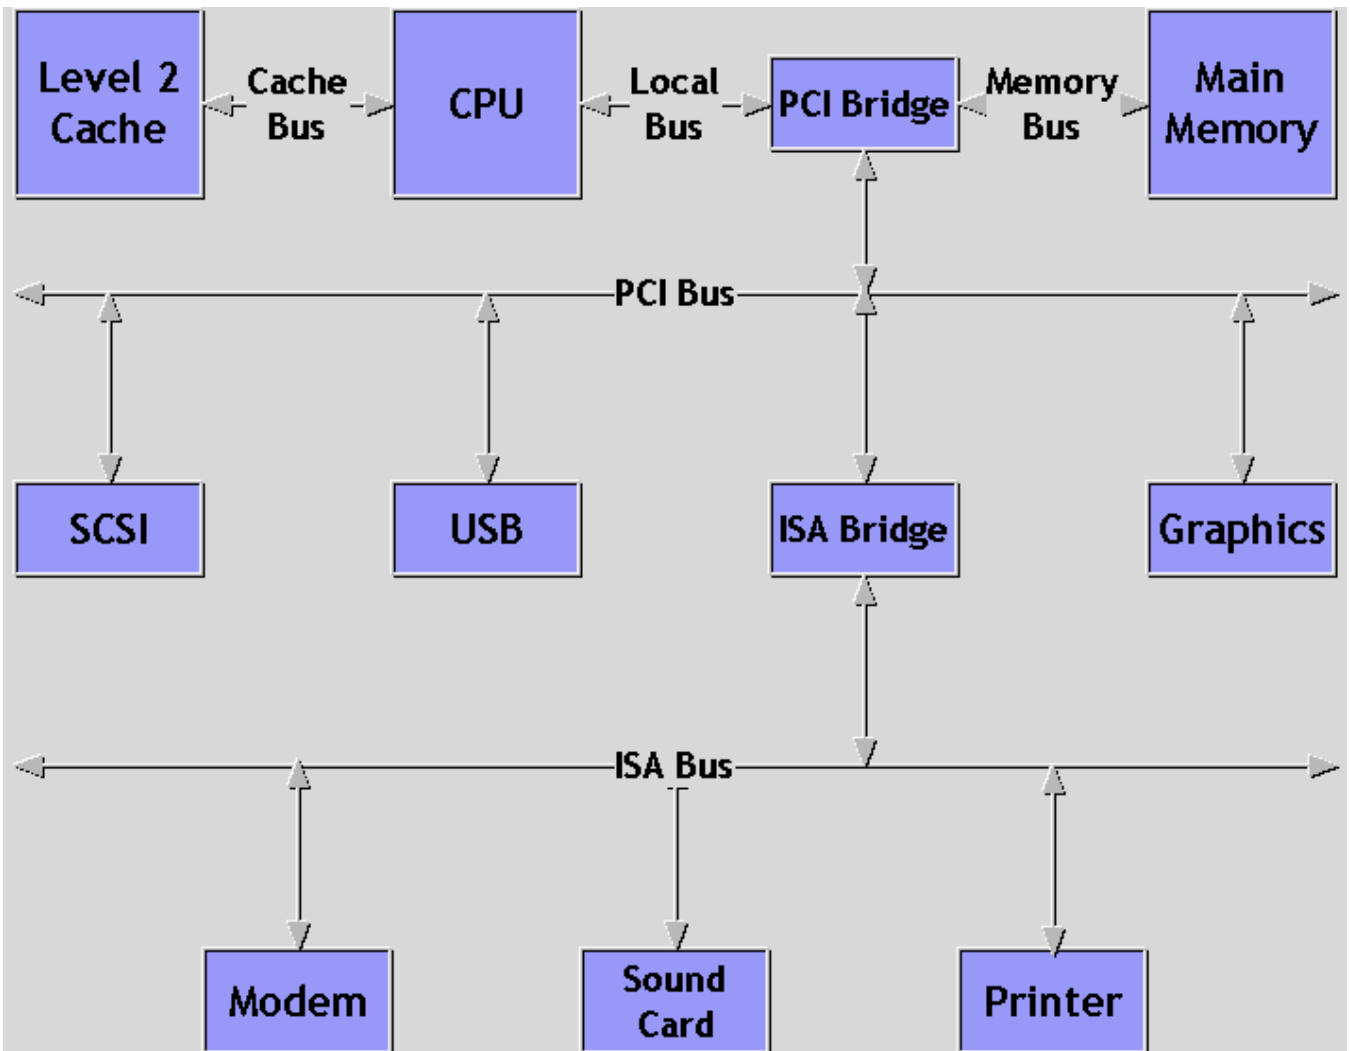 Level 2
Cache
Cache
Bus
CPU
Local
Bus
PCI Bridge
Memory
Bus
Main
Memory
PCI Bus
SCSI
USB
ISA Bridge
Graphics
ISA Bus
Modem
Sound
Card
Printer